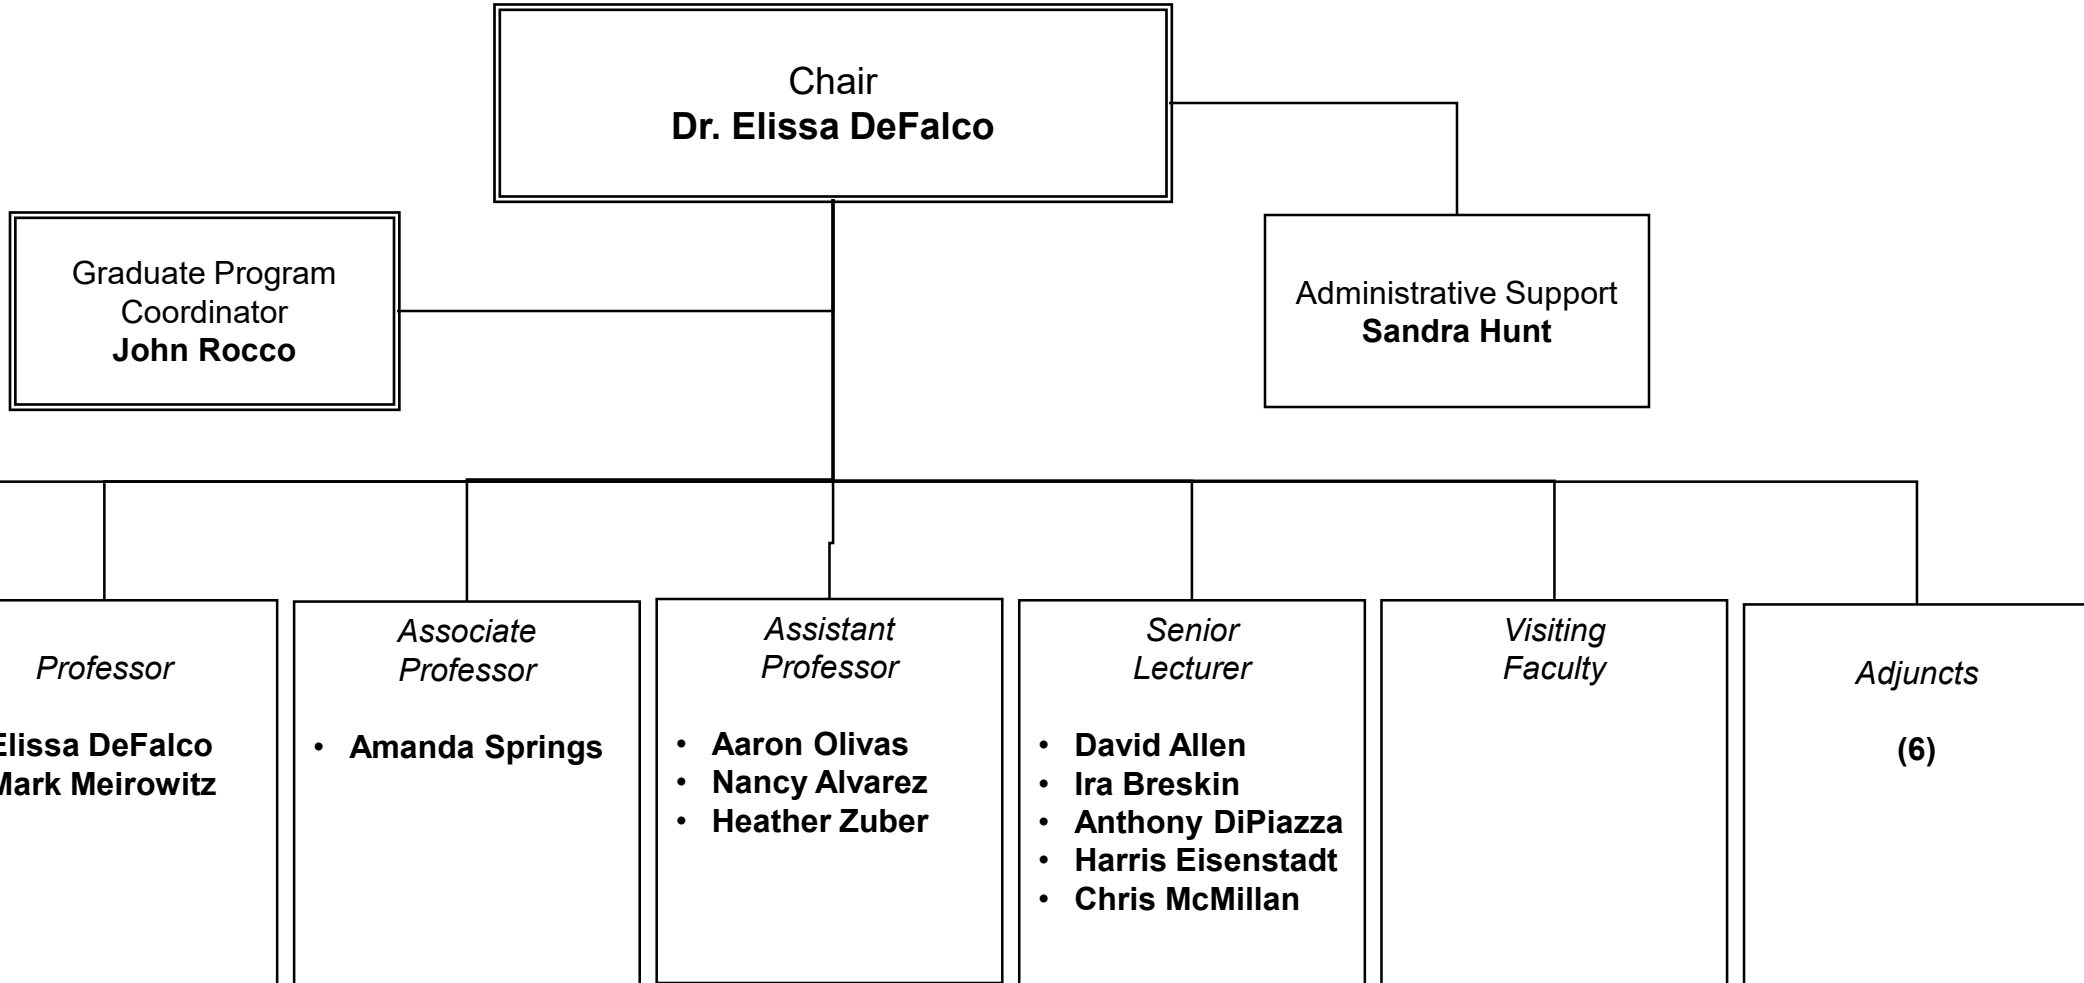 Chair
Dr. Elissa DeFalco
Graduate Program
Coordinator
John Rocco
Administrative Support
Sandra Hunt
Professor
Elissa DeFalco
Mark Meirowitz
Associate
Professor
• Amanda Springs
Assistant
Professor
• Aaron Olivas
• Nancy Alvarez
• Heather Zuber
Senior
Lecturer
• David Allen
• Ira Breskin
• Anthony DiPiazza
• Harris Eisenstadt
• Chris McMillan
Visiting
Faculty
Adjuncts
(6)